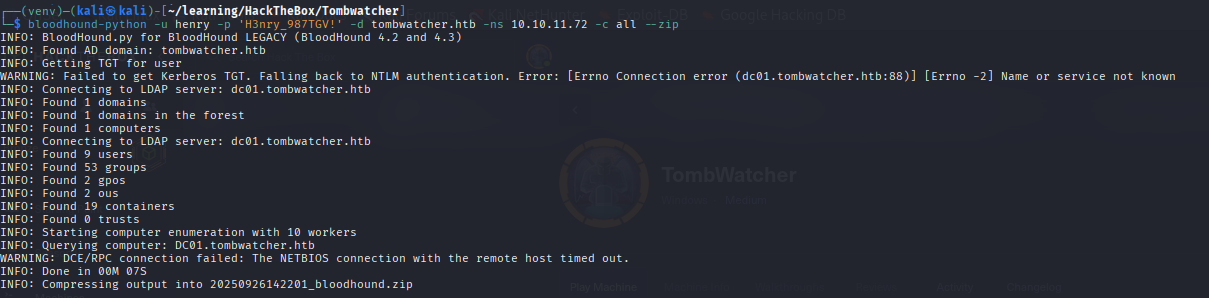 (venv)-(kali㉿kali)-[~/learning/HackTheBox/Tombwatcher]
$ bloodhound-python -u henry -p 'H3nry_987TGV!' -d tombwatcher.htb -ns 10.10.11.72 -c all --zip
INFO: BloodHound.py for BloodHound LEGACY (BloodHound 4.2 and 4.3)
INFO: Found AD domain: tombwatcher.htb
INFO: Getting TGT for user
WARNING: Failed to get Kerberos TGT. Falling back to NTLM authentication. Error: [Errno Connection error (dc01.tombwatcher.htb:88)] [Errno -2] Name or service not known
INFO: Connecting to LDAP server: dc01.tombwatcher.htb
INFO: Found 1 domains
INFO: Found 1 domains in the forest
INFO: Found 1 computers
INFO: Connecting to LDAP server: dc01.tombwatcher.htb
INFO: Found 9 users
INFO: Found 53 groups
INFO: Found 2 gpos
INFO: Found 2 ous
INFO: Found 19 containers
INFO: Found 0 trusts
INFO: Starting computer enumeration with 10 workers
INFO: Querying computer: DC01.tombwatcher.htb
WARNING: DCE/RPC connection failed: The NETBIOS connection with the remote host timed out.
INFO: Done in 00M 07S
INFO: Compressing output into 20250926142201_bloodhound.zip
Google Hacking DB
TombWatcher
Play Machine